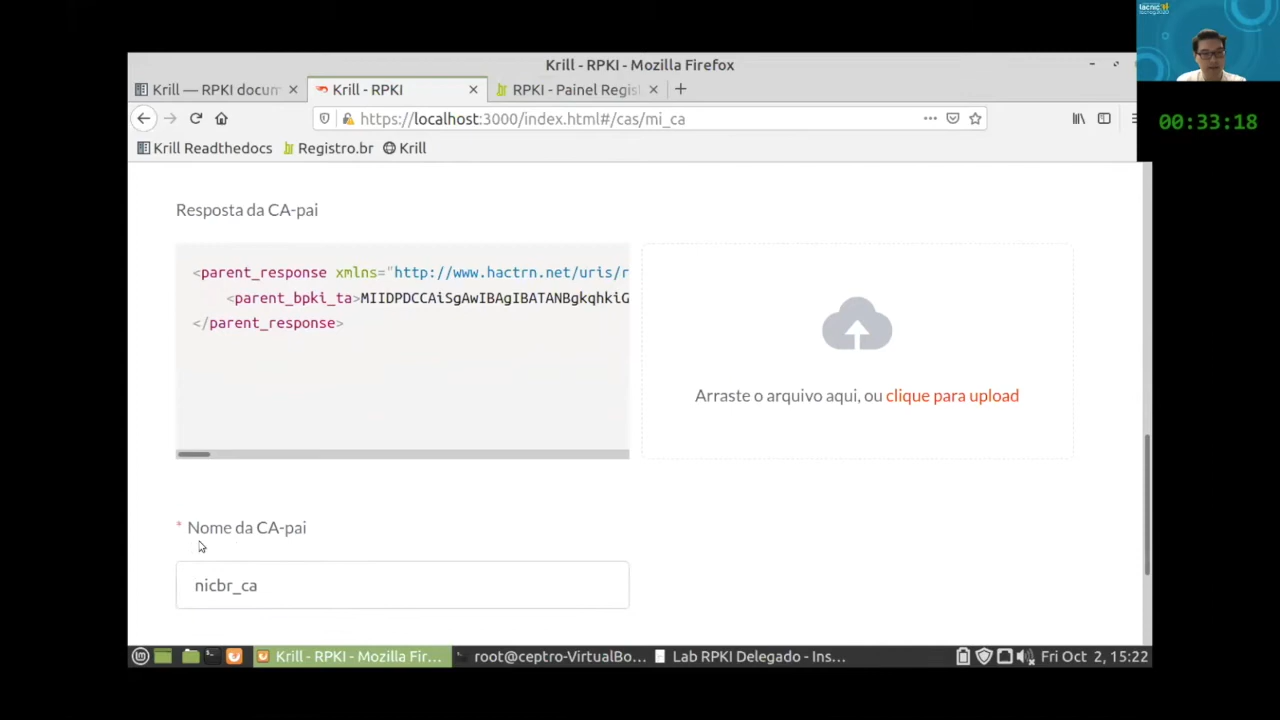 lacnic
Krill - RPKI - Mozilla Firefox
Krill — RPKI docum
Krill - RPKI
RPKI - Painel Regist
00:33:18
https://localhost:3000/index.html#/cas/mi_ca
Krill Readthedocs
Registro.br
Krill
Resposta da CA-pai
<parent_response xmlns="http://www.hactrn.net/uris/r
<parent_bpki_ta>MIIDPDCCAiSgAwIBAgIBATANBgkqhkiG
</parent_response>
Arraste o arquivo aqui, ou clique para upload
* Nome da CA-pai
nicbr_ca
Krill - RPKI - Mozilla Fir...
root@ceptro-VirtualBo...
Lab RPKI Delegado - Ins...
Fri Oct 2, 15:22